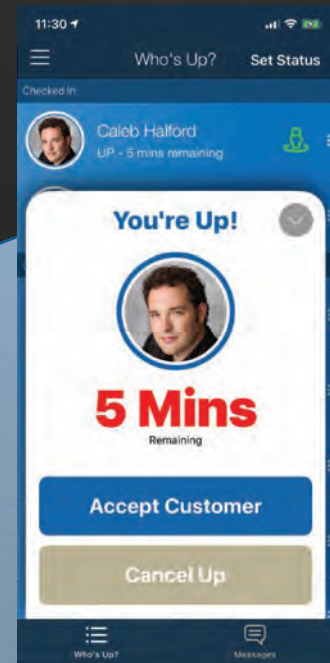 11:30
Who's Up?
Set Status
Checked In:
Caleb Halford
UP - 5 mins remaining
You're Up!
5 Mins
Remaining
Accept Customer
Cancel Up
Who's Up?
Messages